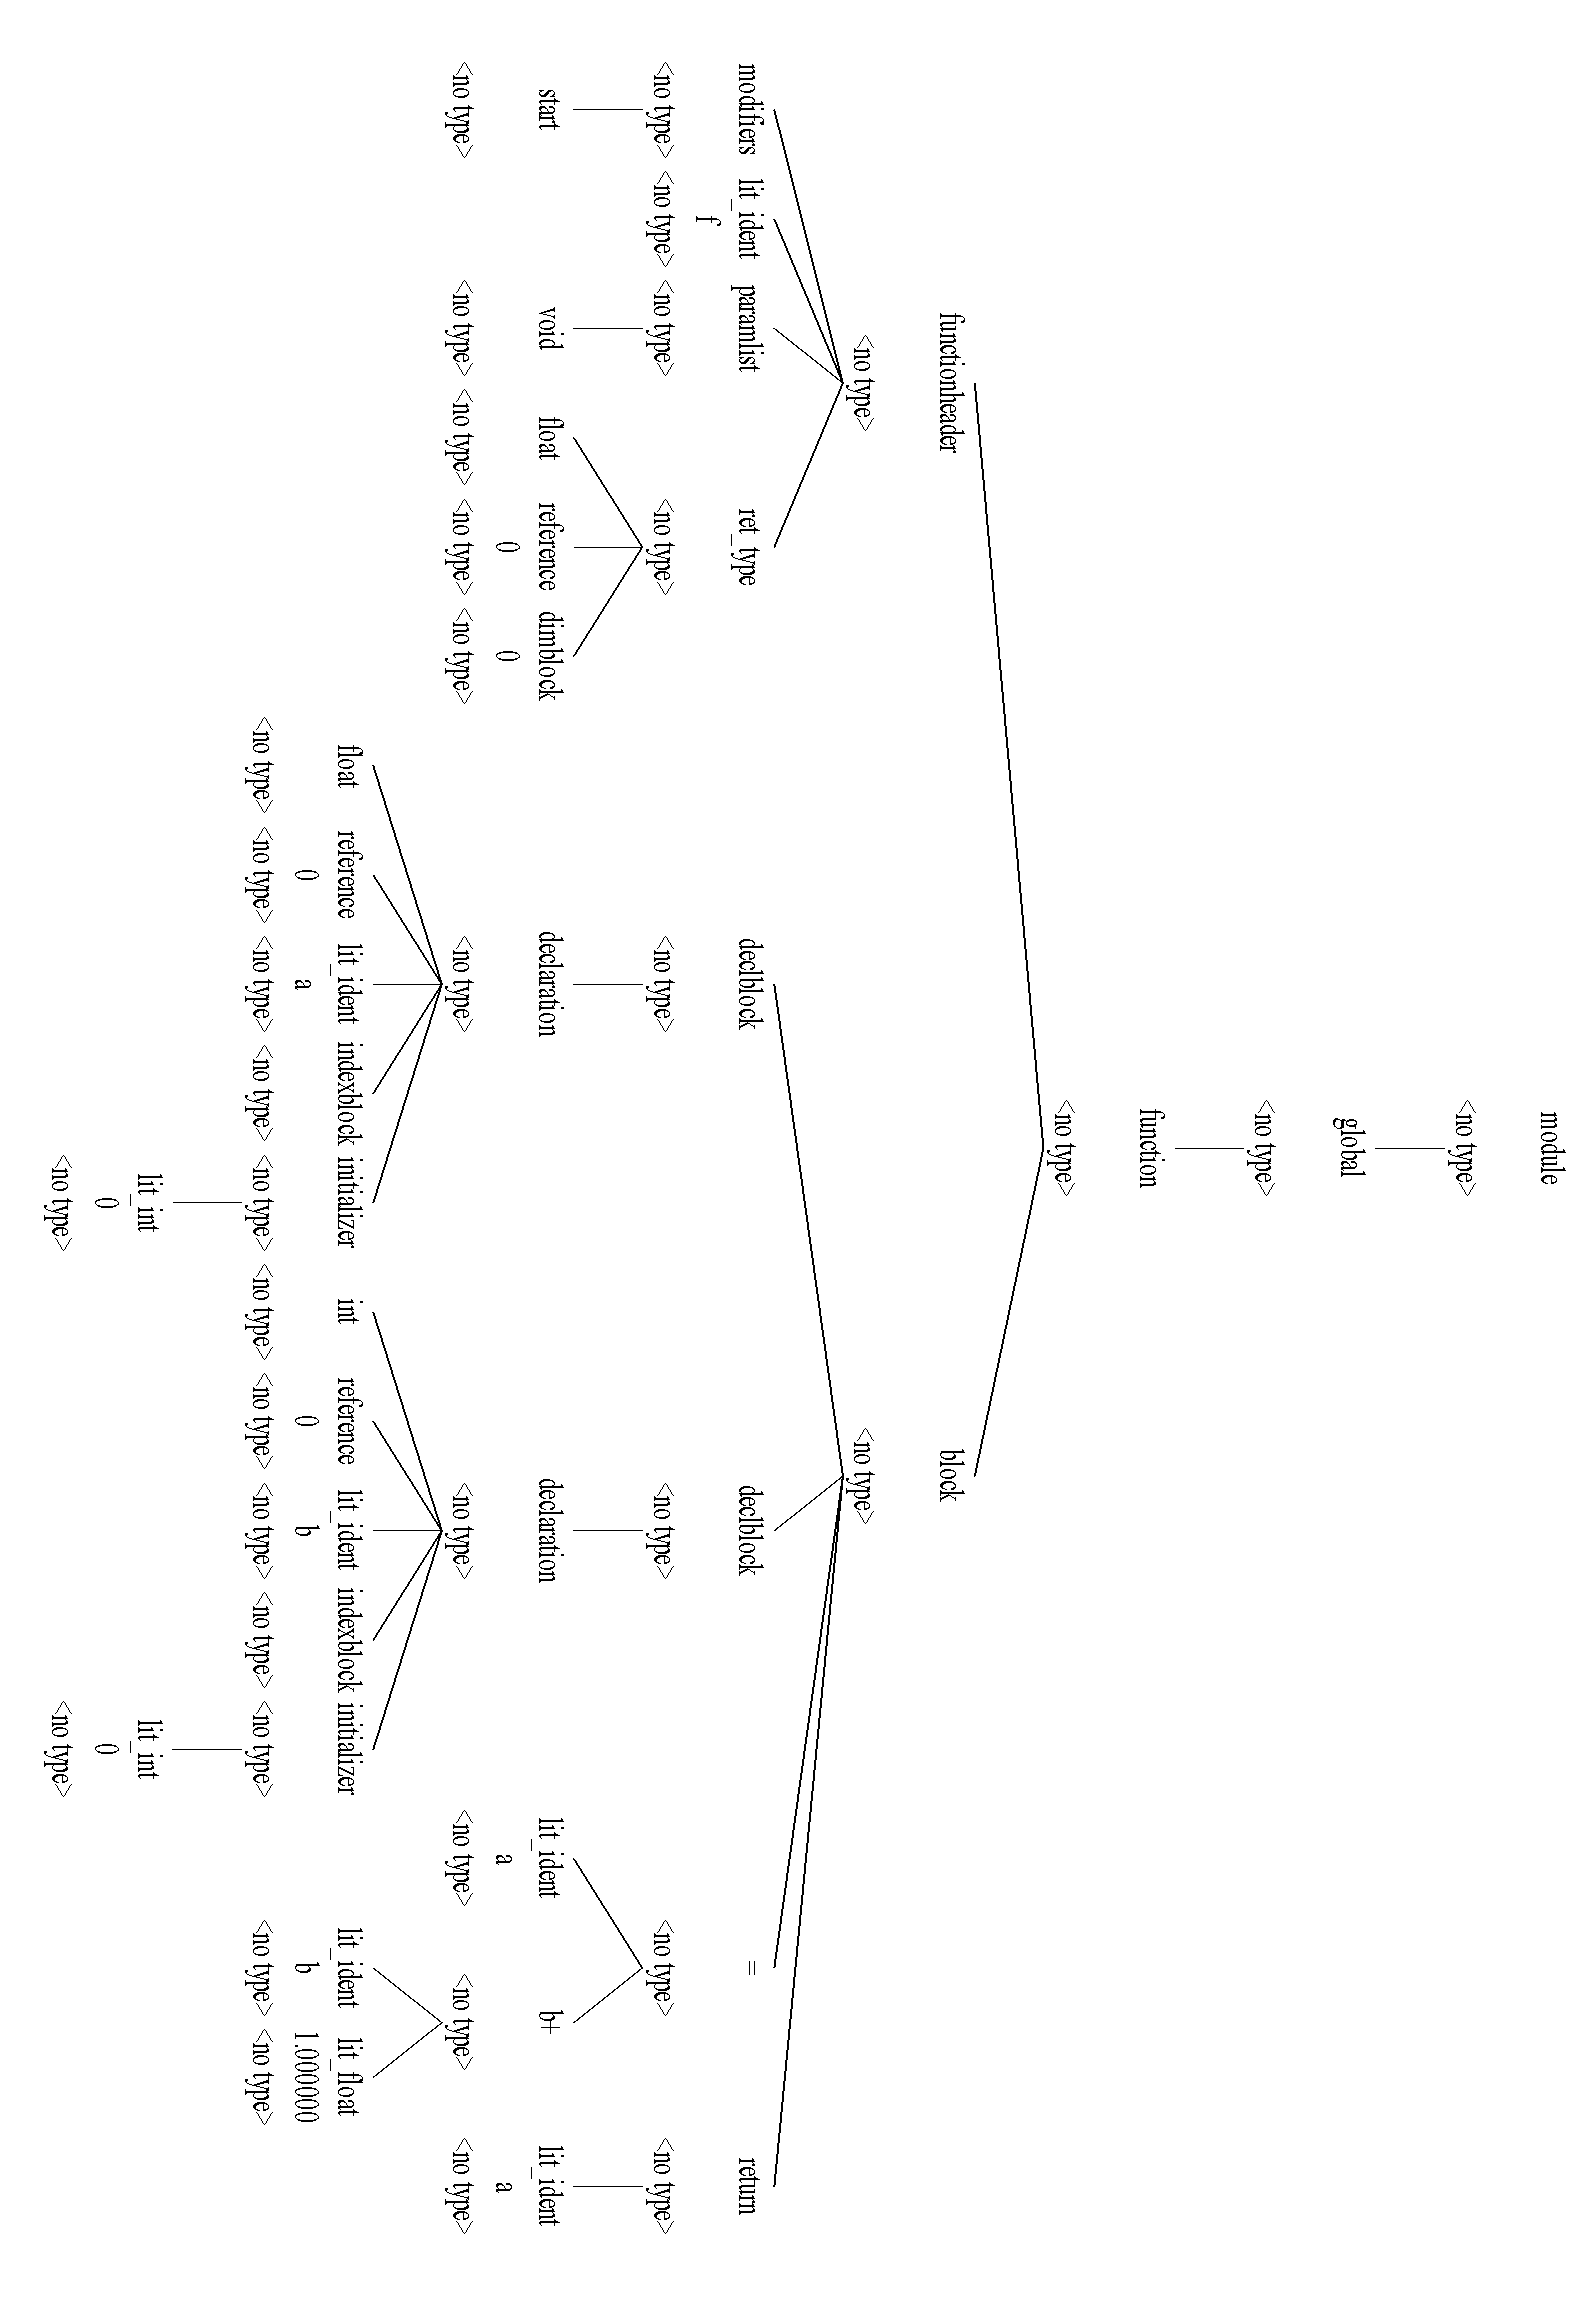 module
<no type>
global
<no type>
function
<no type>
functionheader block
<no type> <no type>
modifiers lit_ident paramlist ret_type declblock declblock = return
f
<no type> <no type> <no type> <no type> <no type> <no type> <no type> <no type>
start void float reference dimblock declaration declaration lit_ident b+ lit_ident
0 0 a a
<no type> <no type> <no type> <no type> <no type> <no type> <no type> <no type> <no type> <no type>
float reference lit_ident indexblock initializer int reference lit_ident indexblock initializer lit_ident lit_float
0 a 0 b b 1.000000
<no type> <no type> <no type> <no type> <no type> <no type> <no type> <no type> <no type> <no type> <no type> <no type>
lit_int lit_int
0 0
<no type> <no type>